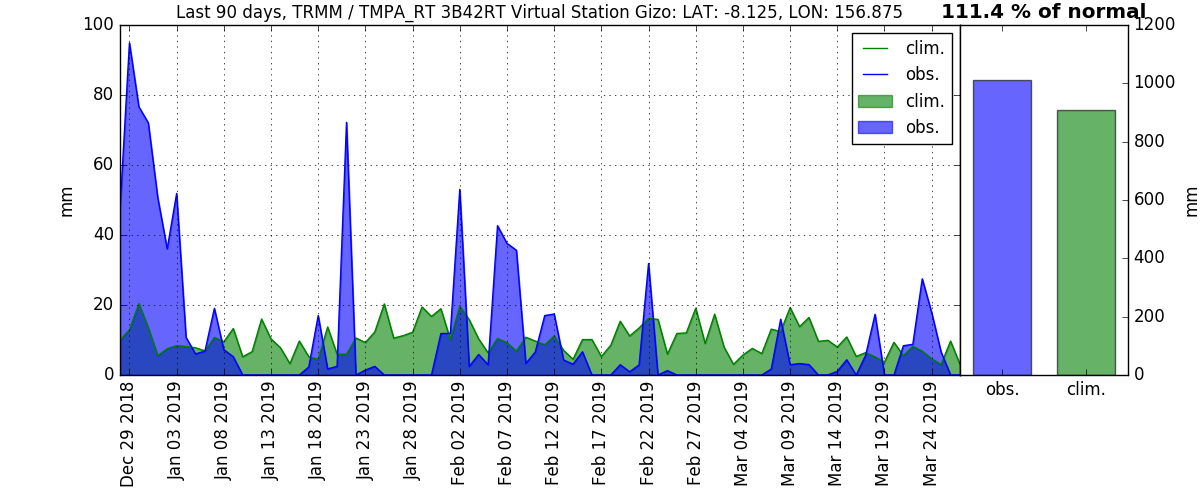 Last 90 days, TRMM / TMPA_RT 3B42RT Virtual Station Gizo: LAT: -8.125, LON: 156.875
111.4 % of normal
100
80
60
40
20
0
mm
clim.
obs.
clim.
obs.
1200
1000
800
600
400
200
0
mm
obs.
clim.
Dec 29 2018
Jan 03 2019
Jan 08 2019
Jan 13 2019
Jan 18 2019
Jan 23 2019
Jan 28 2019
Feb 02 2019
Feb 07 2019
Feb 12 2019
Feb 17 2019
Feb 22 2019
Feb 27 2019
Mar 04 2019
Mar 09 2019
Mar 14 2019
Mar 19 2019
Mar 24 2019